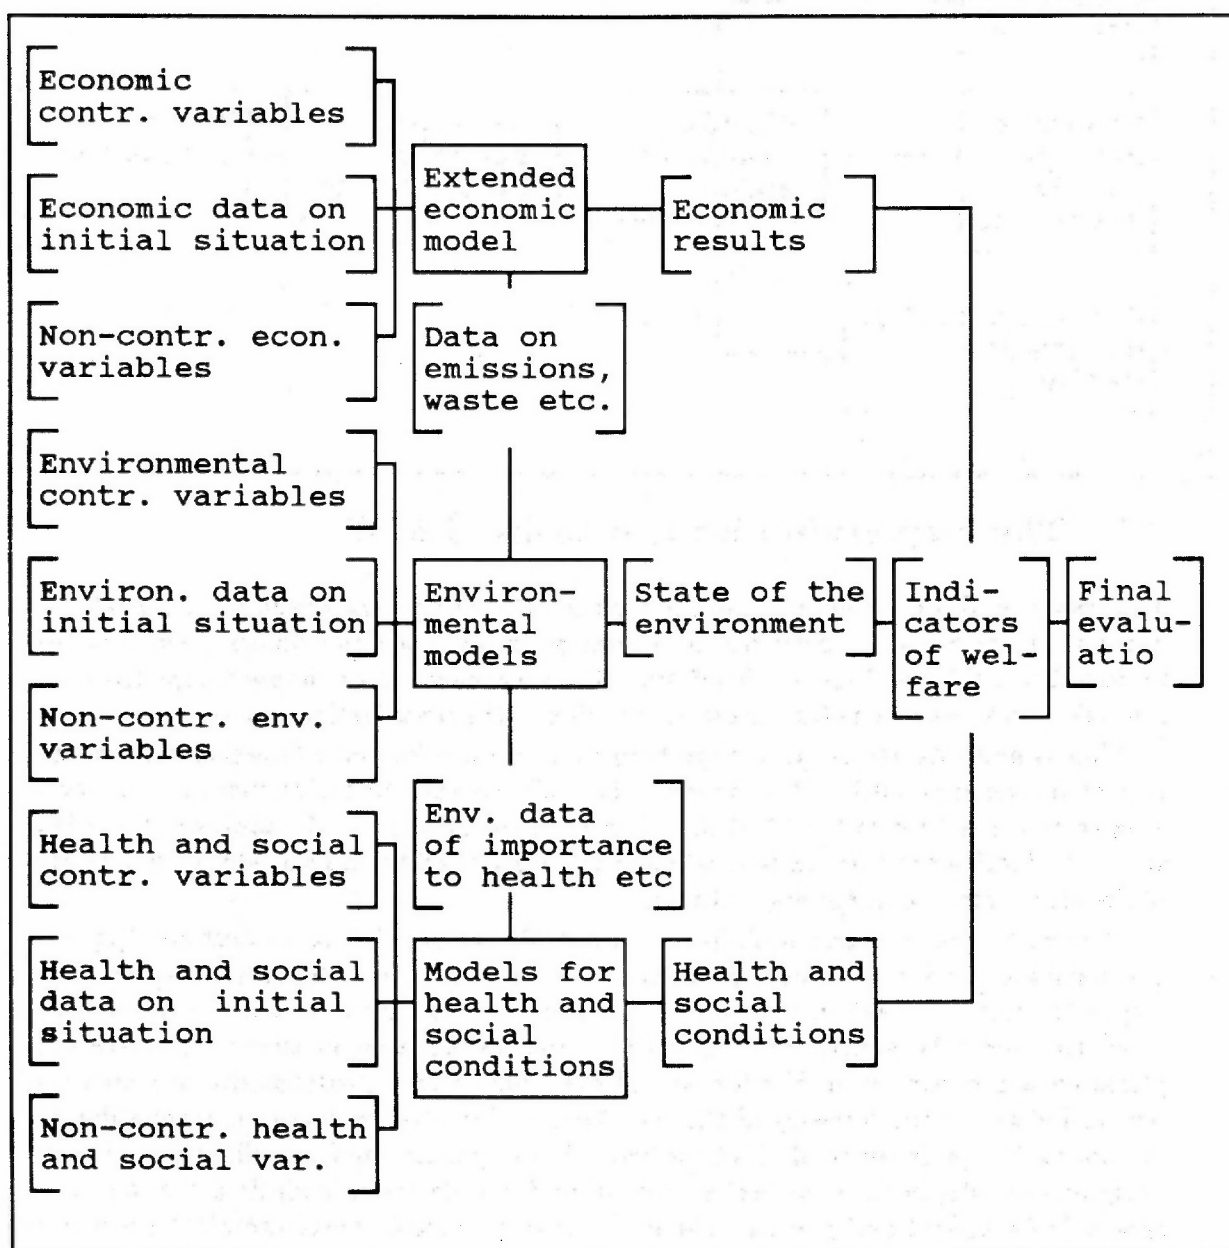 Economic
contr. variables
Economic data on
initial situation
Non-contr. econ.
variables
Environmental
contr. variables
Environ. data on
initial situation
Non-contr. env.
variables
Health and social
contr. variables
Health and social
data on initial
situation
Non-contr. health
and social var.
Extended
economic
model
Data on
emissions,
waste etc.
Environ-
mental
models
Env. data
of importance
to health etc
Models for
health and
social
conditions
Economic
results
State of the
environment
Health and
social
conditions
Indi-
cators
of wel-
fare
Final
evalu-
atio